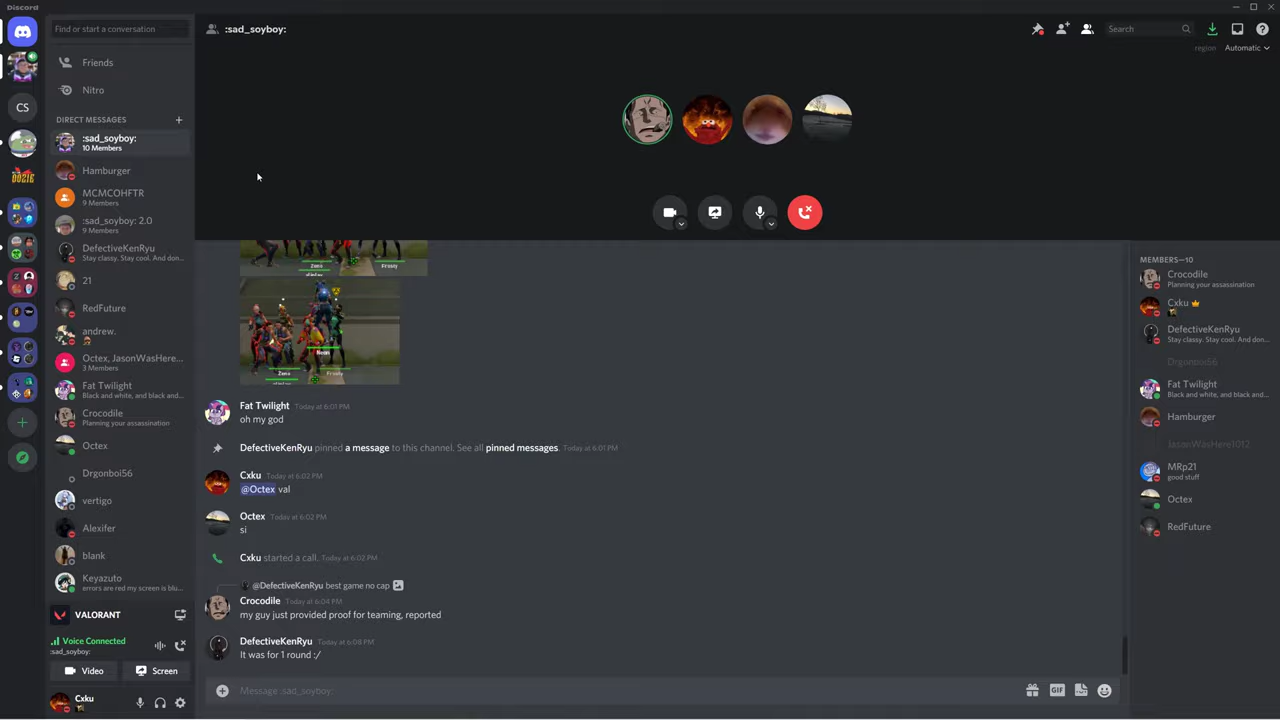 Discord
Find or start a conversation
Friends
Nitro
DIRECT MESSAGES
:sad_soyboy:
10 Members
Hamburger
MCMCOHFTR
9 Members
:sad_soyboy: 2.0
9 Members
DefectiveKenRyu
Stay classy. Stay cool. And don...
21
RedFuture
andrew.
Octex, JasonWasHere...
3 Members
Fat Twilight
Black and white, and black and...
Crocodile
Planning your assassination
Octex
Drgonboi56
vertigo
Alexifer
blank
Keyazuto
errors are red my screen is blu...
VALORANT
Voice Connected
:sad_soyboy:
Video
Screen
Cxku
CS
:sad_soyboy:
Search
region
Automatic
Zeno
Frosty
Neon
Zeno
Frosty
Fat Twilight Today at 6:01 PM
oh my god
DefectiveKenRyu pinned a message to this channel. See all pinned messages. Today at 6:01 PM
Cxku Today at 6:02 PM
@Octex val
Octex Today at 6:02 PM
si
Cxku started a call. Today at 6:02 PM
@DefectiveKenRyu best game no cap
Crocodile Today at 6:04 PM
my guy just provided proof for teaming, reported
DefectiveKenRyu Today at 6:08 PM
It was for 1 round :/
Message :sad_soyboy:
GIF
MEMBERS—10
Crocodile
Planning your assassination
Cxku
DefectiveKenRyu
Stay classy. Stay cool. And don...
Drgonboi56
Fat Twilight
Black and white, and black and...
Hamburger
JasonWasHere1012
MRp21
good stuff
Octex
RedFuture